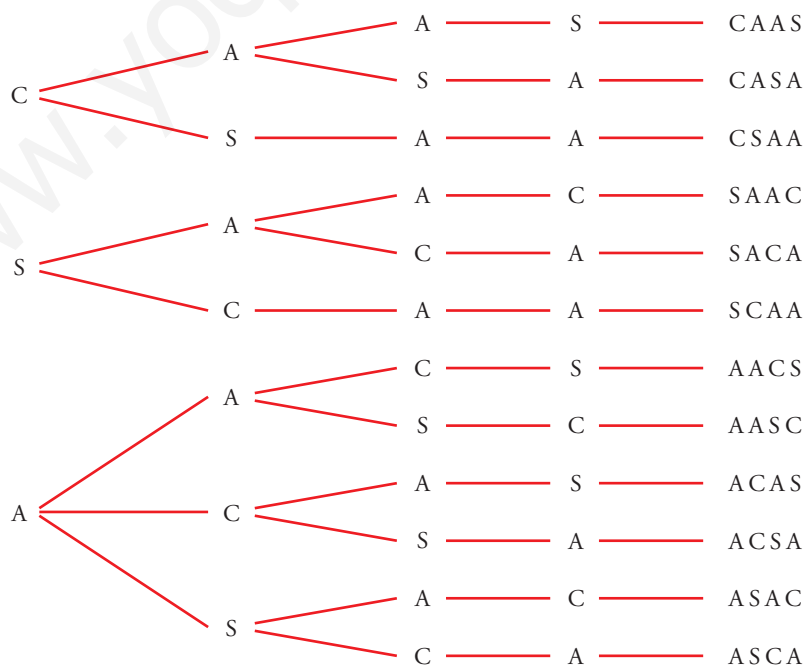 A S CAAS
A
S A CASA
C
S A A CSAA
A C SAAC
A
C A SACA
S
C A A SCAA
C S AACS
A
S C AASC
A S ACAS
A C
S A ACSA
A C ASAC
S
C A ASCA